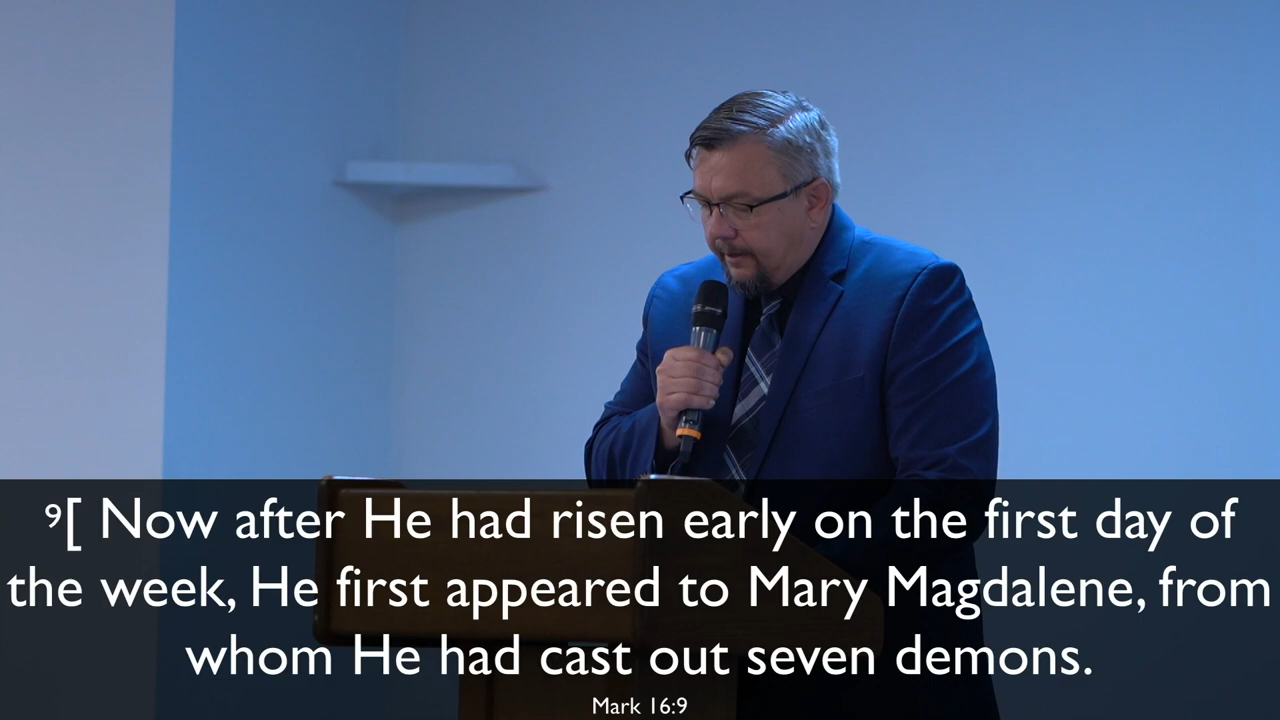 ⁹[ Now after He had risen early on the first day of
the week, He first appeared to Mary Magdalene, from
whom He had cast out seven demons.
Mark 16:9